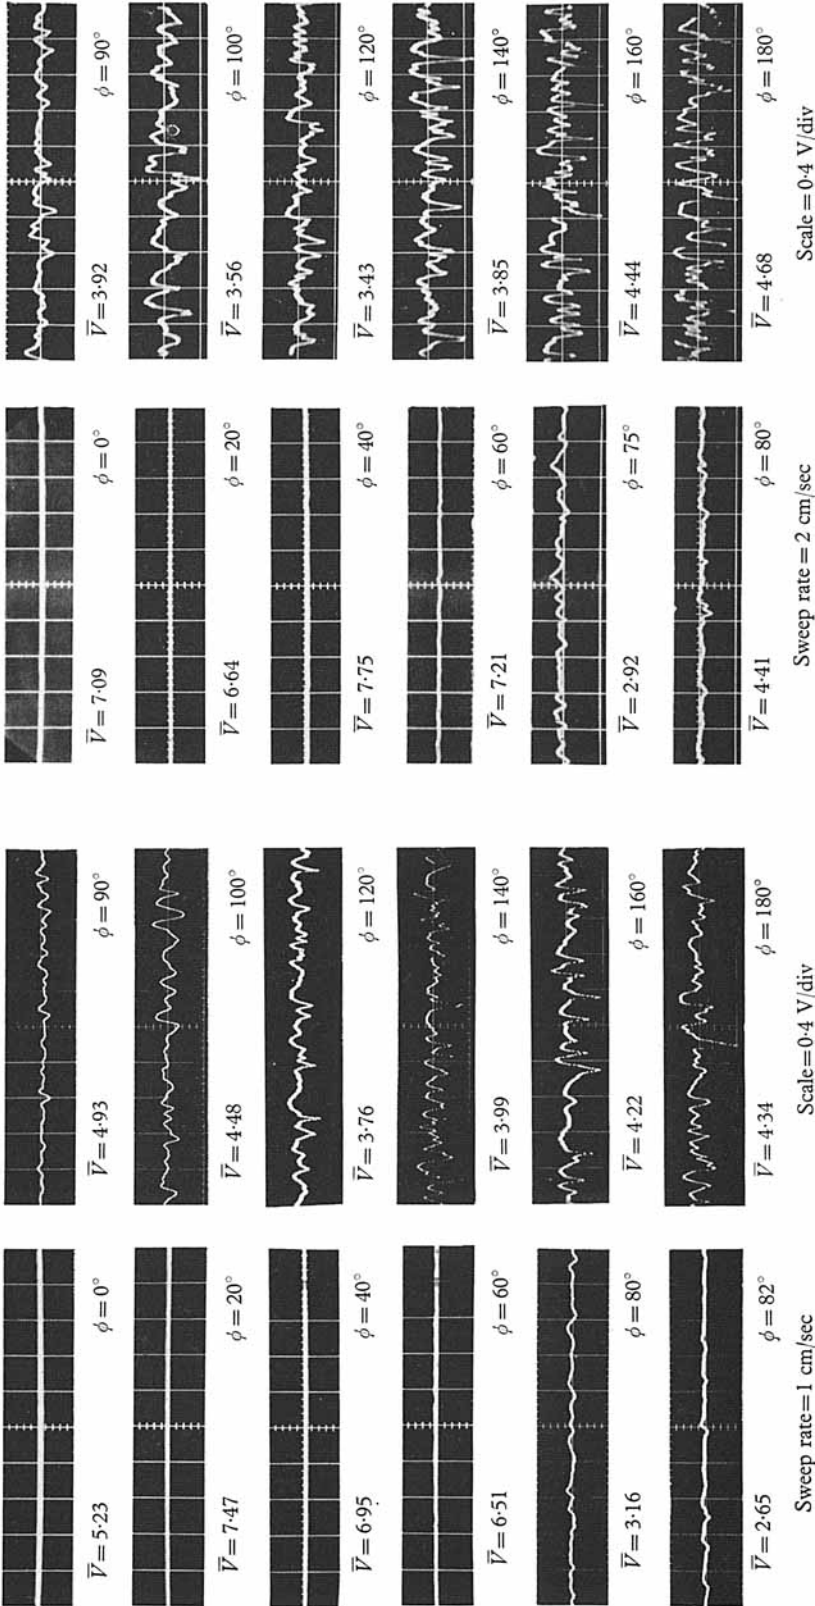 V̄=5·23 φ=0° V̄=4·93 φ=90° V̄=7·09 φ=0° V̄=3·92 φ=90°
V̄=7·47 φ=20° V̄=4·48 φ=100° V̄=6·64 φ=20° V̄=3·56 φ=100°
V̄=6·95 φ=40° V̄=3·76 φ=120° V̄=7·75 φ=40° V̄=3·43 φ=120°
V̄=6·51 φ=60° V̄=3·99 φ=140° V̄=7·21 φ=60° V̄=3·85 φ=140°
V̄=3·16 φ=80° V̄=4·22 φ=160° V̄=2·92 φ=75° V̄=4·44 φ=160°
V̄=2·65 φ=82° V̄=4·34 φ=180° V̄=4·41 φ=80° V̄=4·68 φ=180°
Sweep rate=1 cm/sec Scale=0·4 V/div Sweep rate=2 cm/sec Scale=0·4 V/div